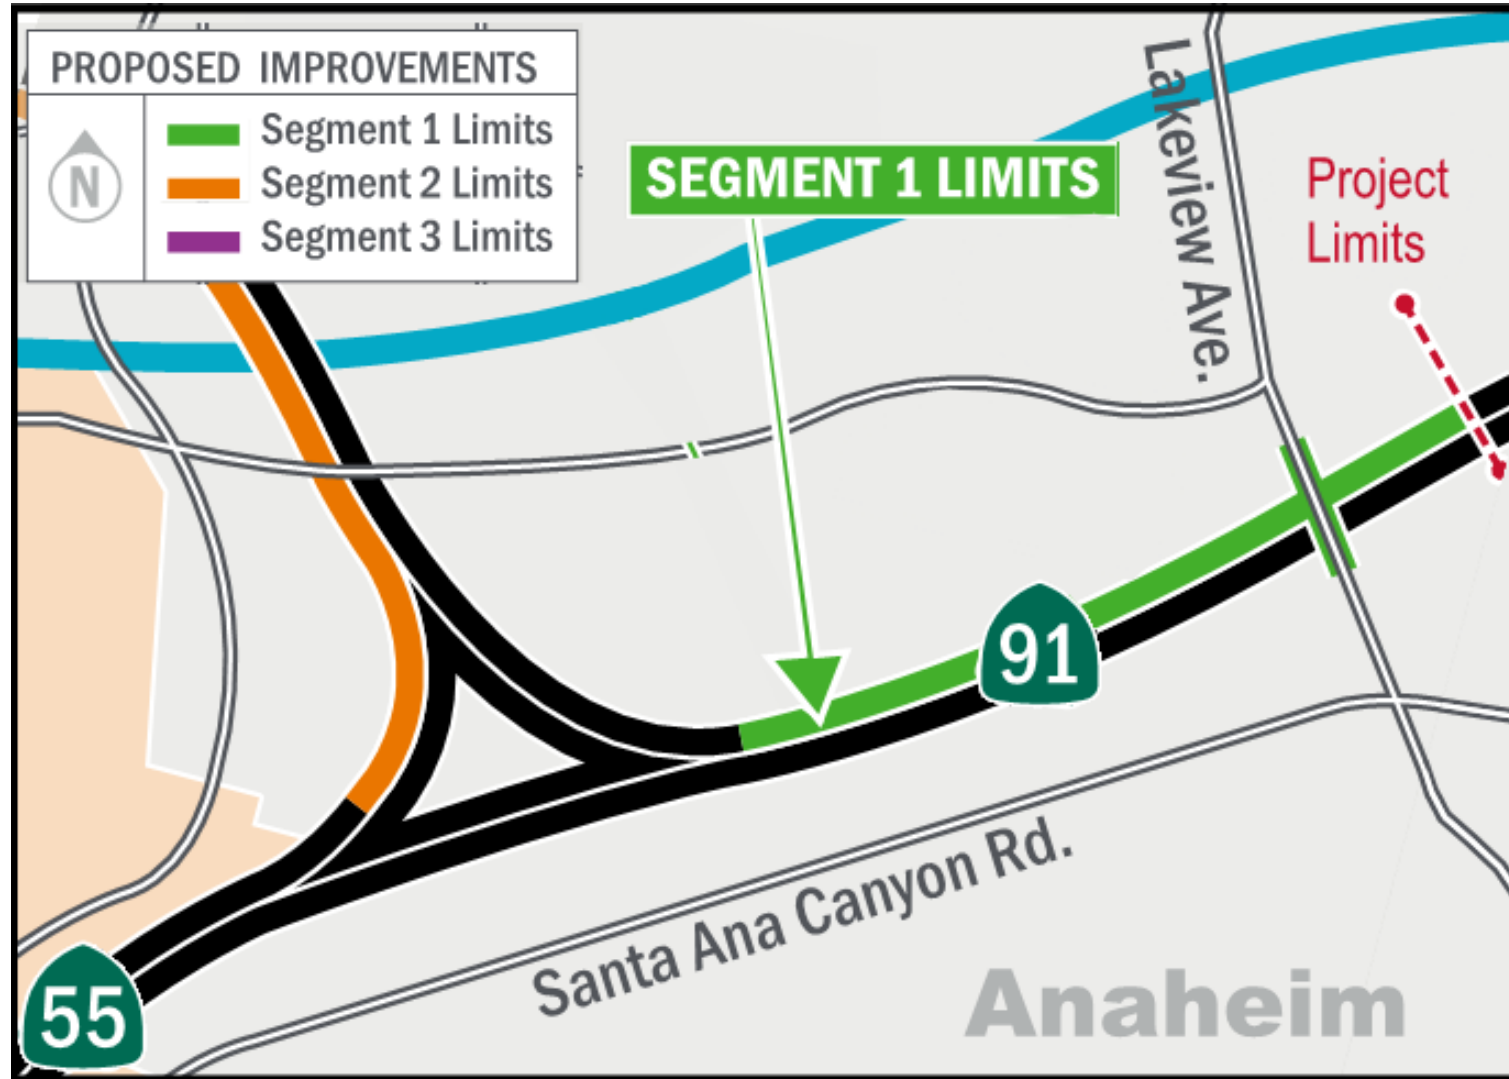 PROPOSED IMPROVEMENTS
N
Segment 1 Limits
Segment 2 Limits
Segment 3 Limits
SEGMENT 1 LIMITS
Lakeview Ave.
Project
Limits
91
Santa Ana Canyon Rd.
55
Anaheim